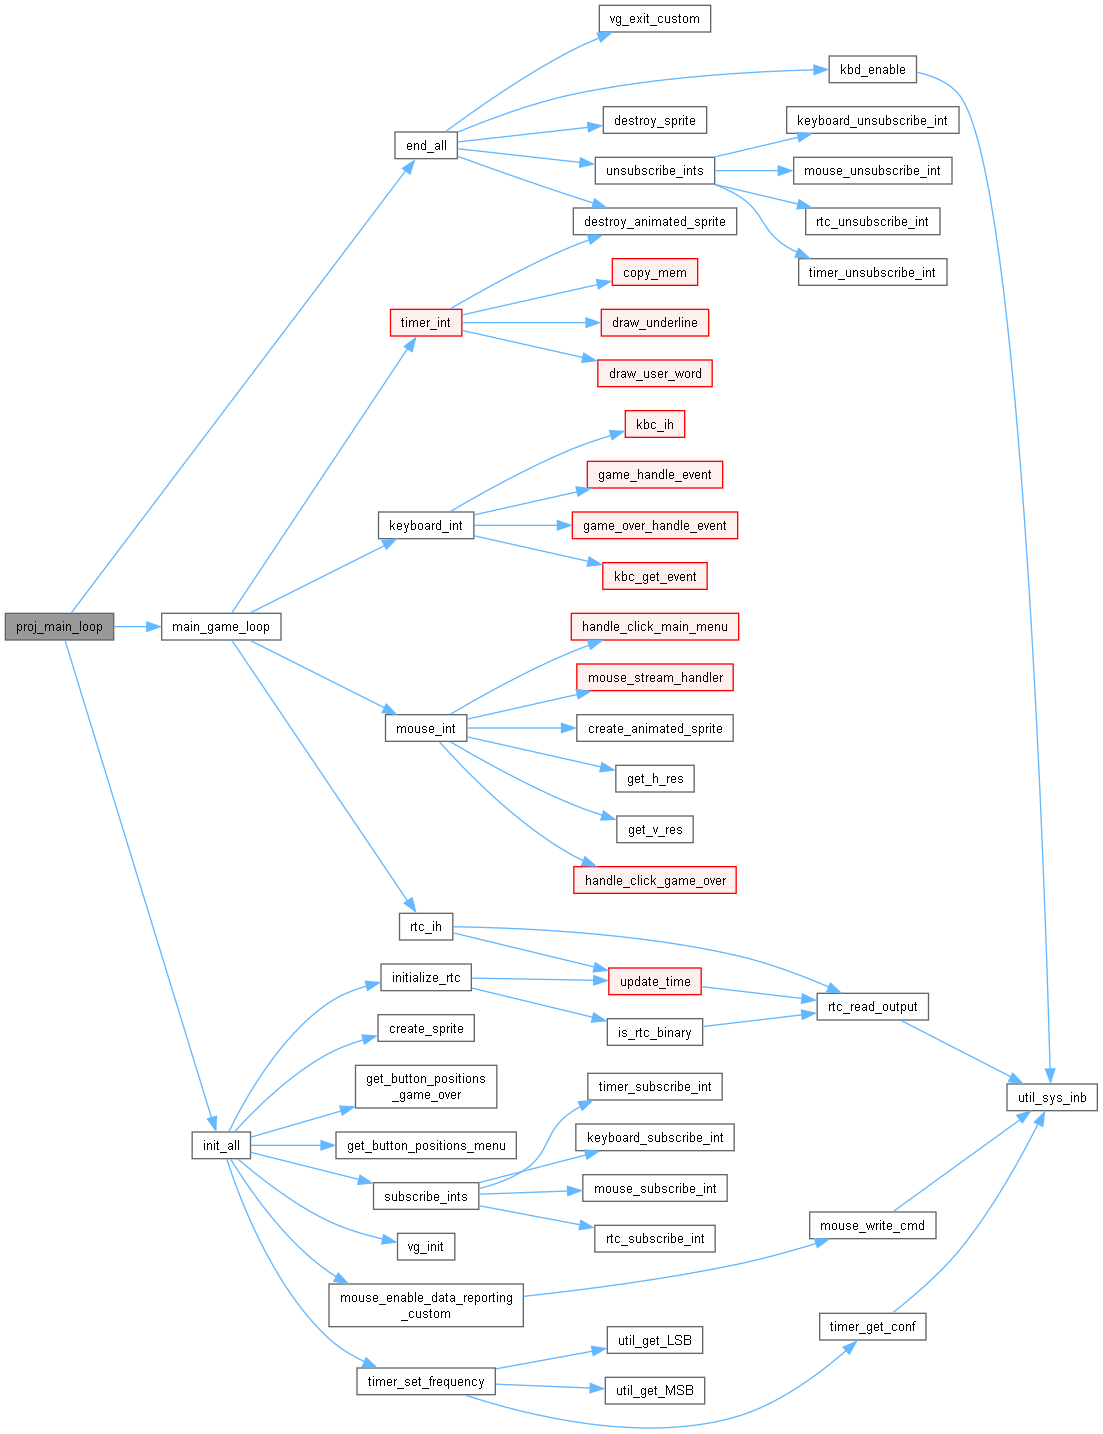 vg_exit_custom
kbd_enable
destroy_sprite
keyboard_unsubscribe_int
end_all
unsubscribe_ints
mouse_unsubscribe_int
destroy_animated_sprite
rtc_unsubscribe_int
copy_mem
timer_unsubscribe_int
timer_int
draw_underline
draw_user_word
kbc_ih
game_handle_event
keyboard_int
game_over_handle_event
kbc_get_event
proj_main_loop
main_game_loop
handle_click_main_menu
mouse_stream_handler
mouse_int
create_animated_sprite
get_h_res
get_v_res
handle_click_game_over
rtc_ih
initialize_rtc
update_time
rtc_read_output
create_sprite
is_rtc_binary
get_button_positions
_game_over
timer_subscribe_int
util_sys_inb
init_all
get_button_positions_menu
keyboard_subscribe_int
subscribe_ints
mouse_subscribe_int
mouse_write_cmd
vg_init
rtc_subscribe_int
mouse_enable_data_reporting
_custom
timer_get_conf
util_get_LSB
timer_set_frequency
util_get_MSB